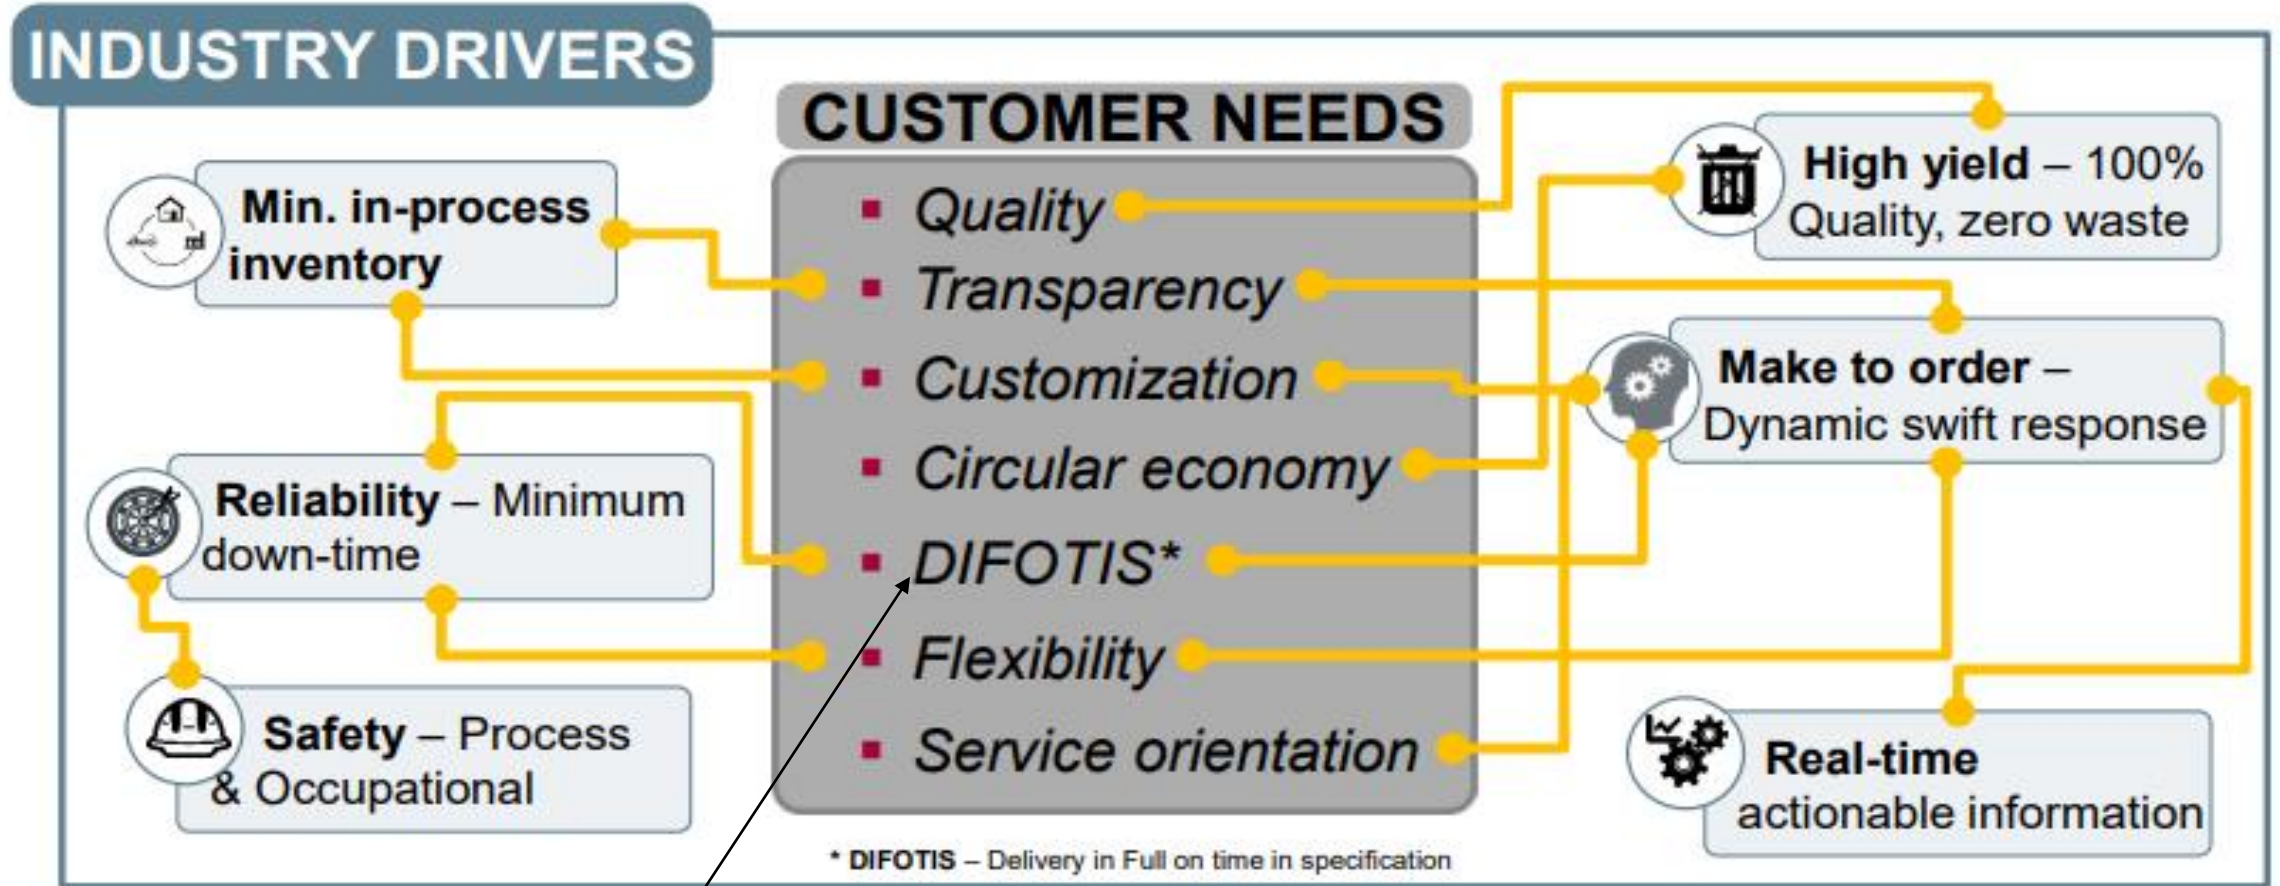 INDUSTRY DRIVERS
CUSTOMER NEEDS
Min. in-process
inventory
Reliability – Minimum
down-time
Safety – Process
& Occupational
▪ Quality
▪ Transparency
▪ Customization
▪ Circular economy
▪ DIFOTIS*
▪ Flexibility
▪ Service orientation
* DIFOTIS – Delivery in Full on time in specification
High yield – 100%
Quality, zero waste
Make to order –
Dynamic swift response
Real-time
actionable information